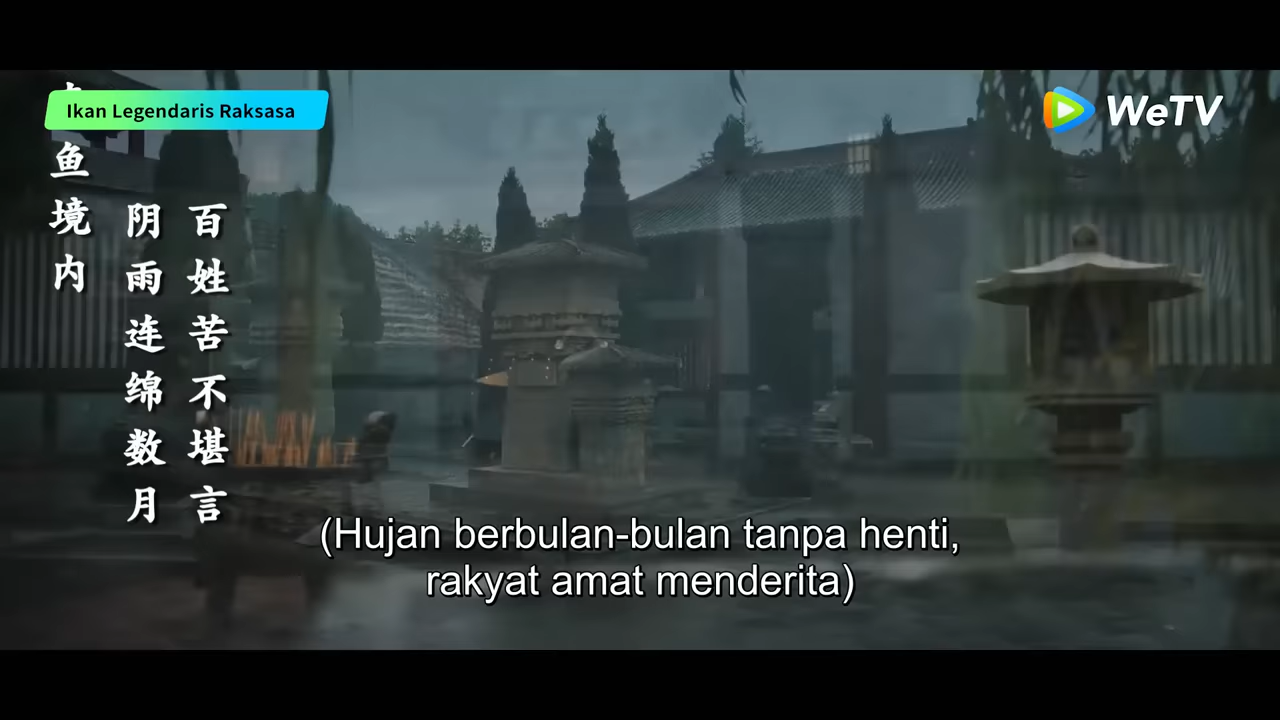 Ikan Legendaris Raksasa
WeTV
鱼境内
阴雨连绵数月
百姓苦不堪言
(Hujan berbulan-bulan tanpa henti,
rakyat amat menderita)